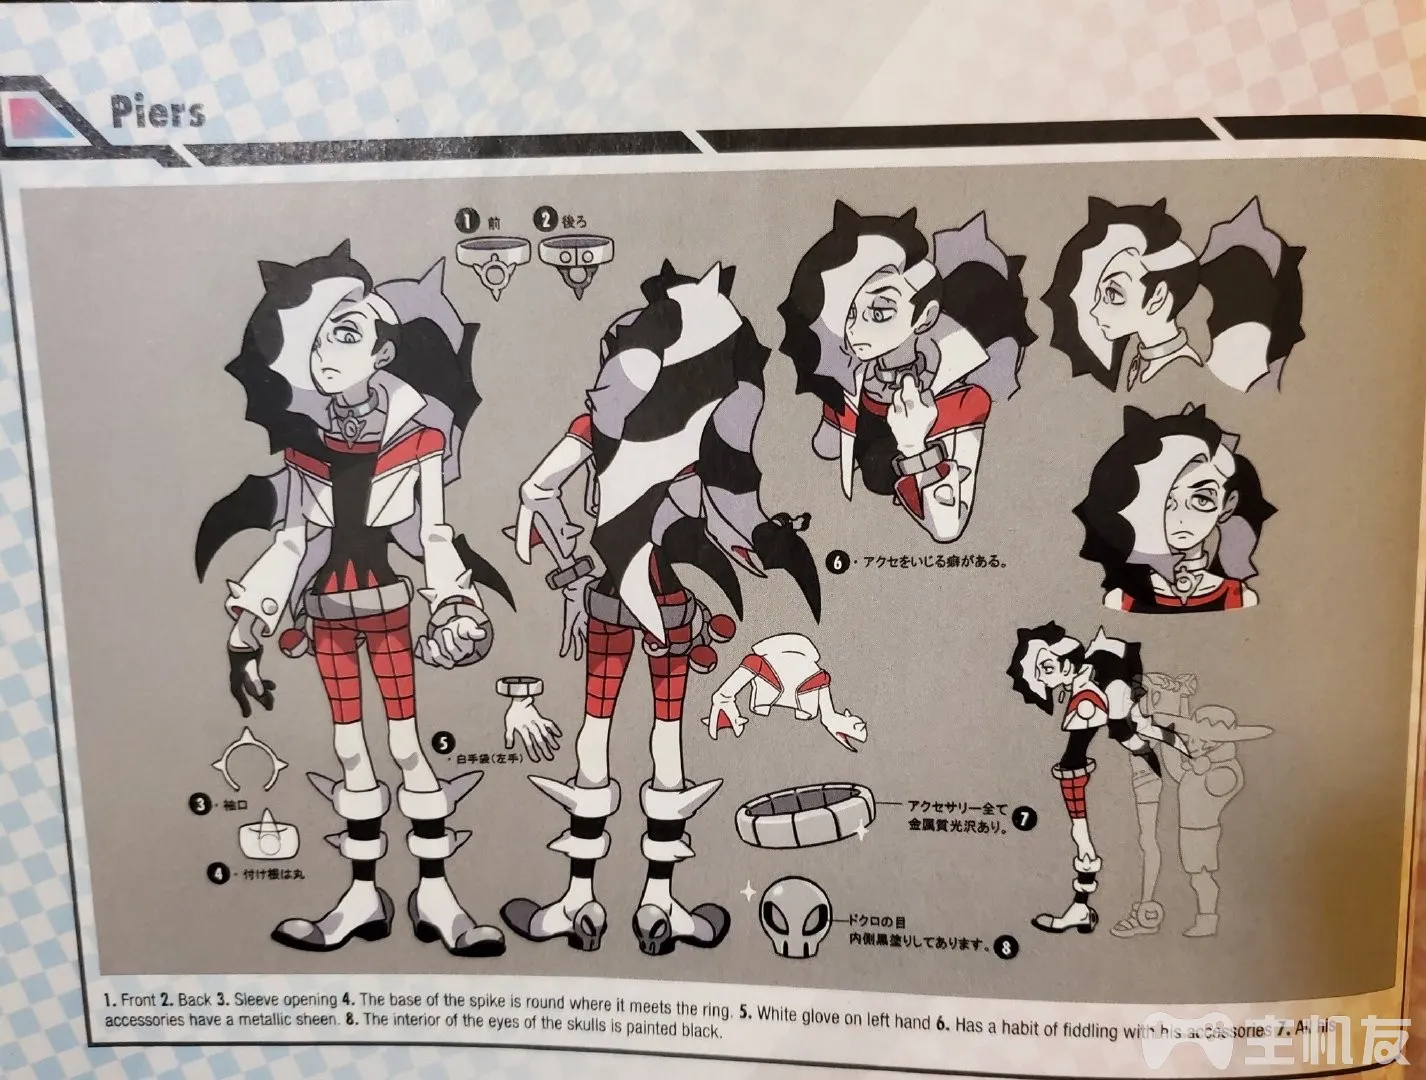 Piers
1 前
2 後ろ
6・アクセをいじる癖がある。
5
・白手袋(左手)
3・袖口
4・付け根は丸
アクセサリー全て
金属質光沢あり。
7
ドクロの目
内側黒塗りしてあります。
8
1. Front 2. Back 3. Sleeve opening 4. The base of the spike is round where it meets the ring. 5. White glove on left hand 6. Has a habit of fiddling with his accessories 7. All his
accessories have a metallic sheen. 8. The interior of the eyes of the skulls is painted black.
主机友